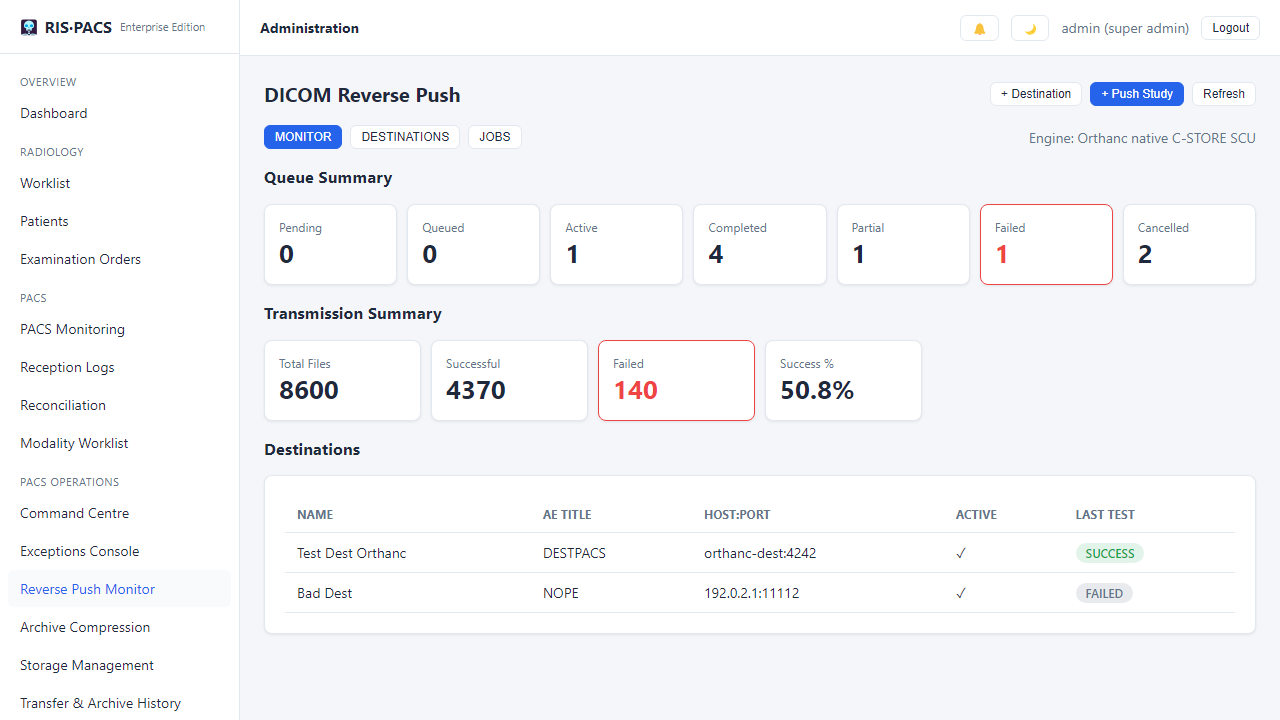 RIS·PACS Enterprise Edition
Administration
admin (super admin)
Logout
OVERVIEW
Dashboard
RADIOLOGY
Worklist
Patients
Examination Orders
PACS
PACS Monitoring
Reception Logs
Reconciliation
Modality Worklist
PACS OPERATIONS
Command Centre
Exceptions Console
Reverse Push Monitor
Archive Compression
Storage Management
Transfer & Archive History
DICOM Reverse Push
+ Destination
+ Push Study
Refresh
MONITOR
DESTINATIONS
JOBS
Engine: Orthanc native C-STORE SCU
Queue Summary
Pending
0
Queued
0
Active
1
Completed
4
Partial
1
Failed
1
Cancelled
2
Transmission Summary
Total Files
8600
Successful
4370
Failed
140
Success %
50.8%
Destinations
NAME AE TITLE HOST:PORT ACTIVE LAST TEST
Test Dest Orthanc DESTPACS orthanc-dest:4242 ✓ SUCCESS
Bad Dest NOPE 192.0.2.1:11112 ✓ FAILED